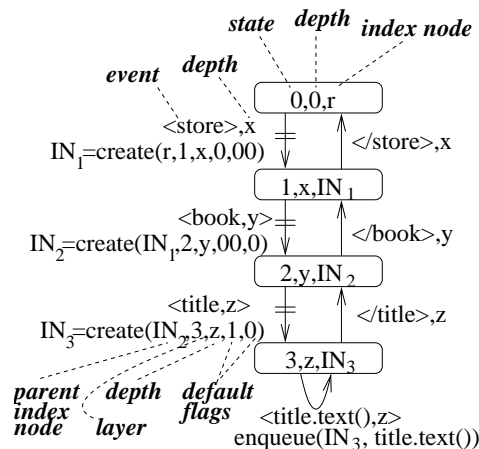 state depth index node
event depth
0,0,r
<store>,x
IN1=create(r,1,x,0,00)
</store>,x
1,x,IN1
<book,y>
IN2=create(IN1,2,y,00,0)
</book>,y
2,y,IN2
<title,z>
IN3=create(IN2,3,z,1,0)
</title>,z
3,z,IN3
parent index node
depth
layer
default flags
<title.text(),z>
enqueue(IN3, title.text())